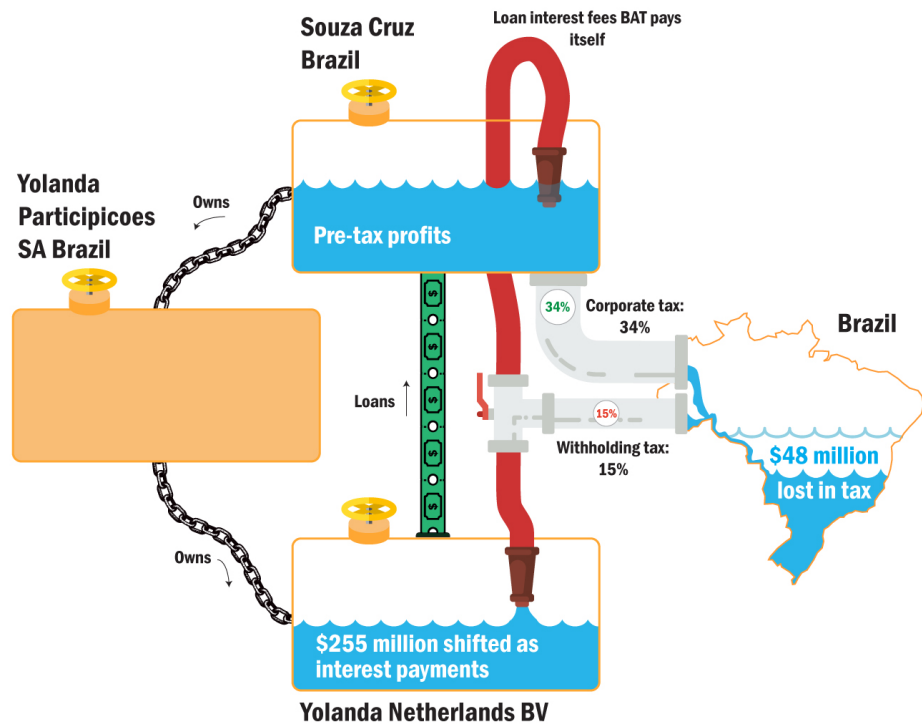 Souza Cruz
Brazil
Loan interest fees BAT pays
itself
Yolanda
Participicoes
SA Brazil
Owns
Pre-tax profits
34%
Corporate tax:
34%
Brazil
Loans
15%
Withholding tax:
15%
$48 million
lost in tax
Owns
$255 million shifted as
interest payments
Yolanda Netherlands BV